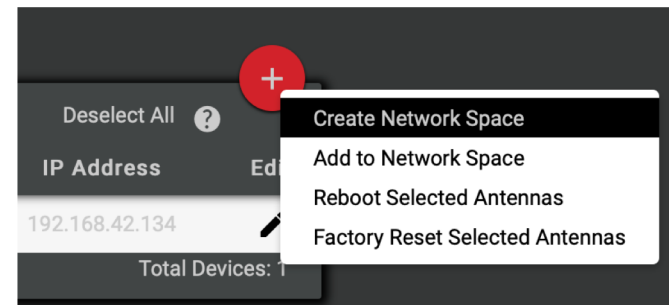 +
Deselect All ?
Create Network Space
IP Address Edi
Add to Network Space
Reboot Selected Antennas
192.168.42.134
Factory Reset Selected Antennas
Total Devices: 1